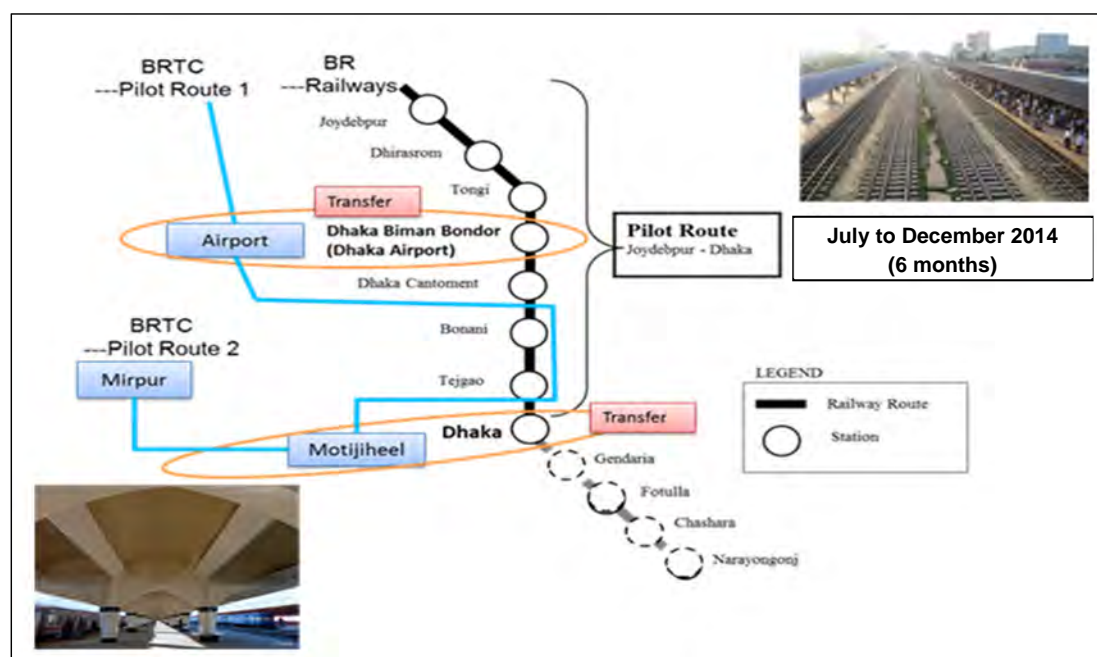 BRTC
---Pilot Route 1
BR
---Railways
Joydebpur
Dhirasrom
Tongi
Transfer
Airport
Dhaka Biman Bondor
(Dhaka Airport)
Pilot Route
Joydebpur - Dhaka
July to December 2014
(6 months)
Dhaka Cantoment
Bonani
BRTC
---Pilot Route 2
Mirpur
Tejgao
Transfer
Dhaka
Motijiheel
LEGEND
Railway Route
Station
Gendaria
Fotulla
Chashara
Narayongonj